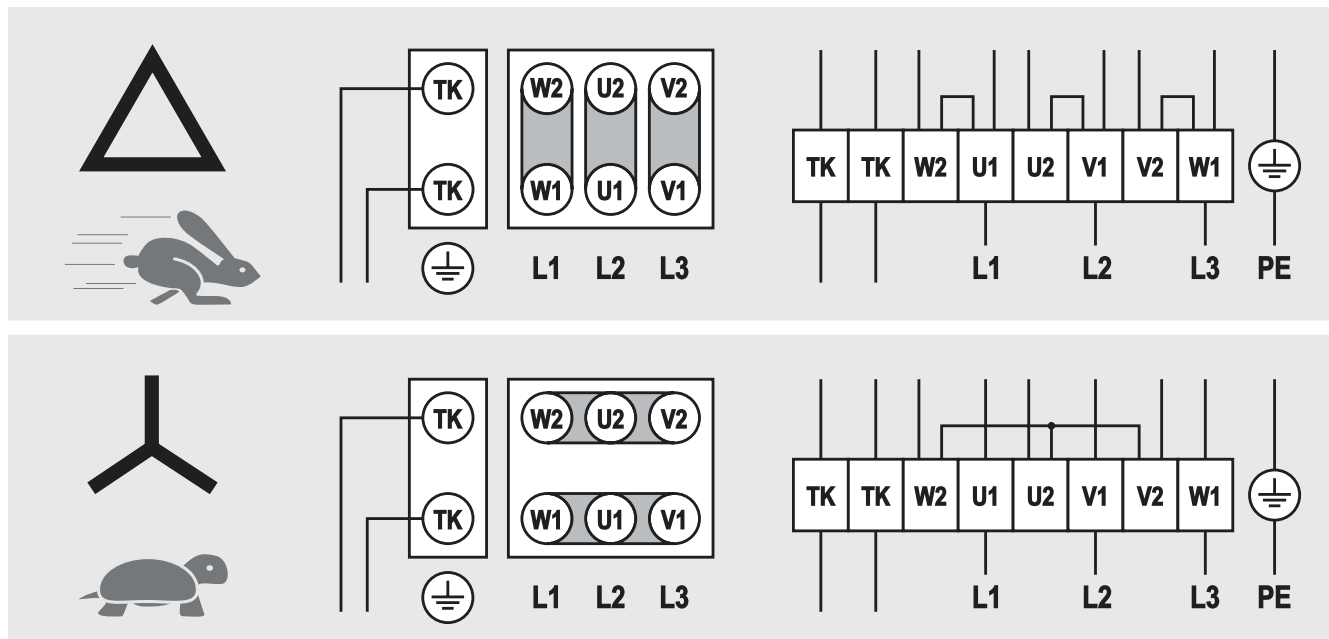 TK W2 U2 V2
TK TK W2 U1 U2 V1 V2 W1
TK W1 U1 V1
L1 L2 L3
L1 L2 L3 PE
TK W2 U2 V2
TK TK W2 U1 U2 V1 V2 W1
TK W1 U1 V1
L1 L2 L3
L1 L2 L3 PE